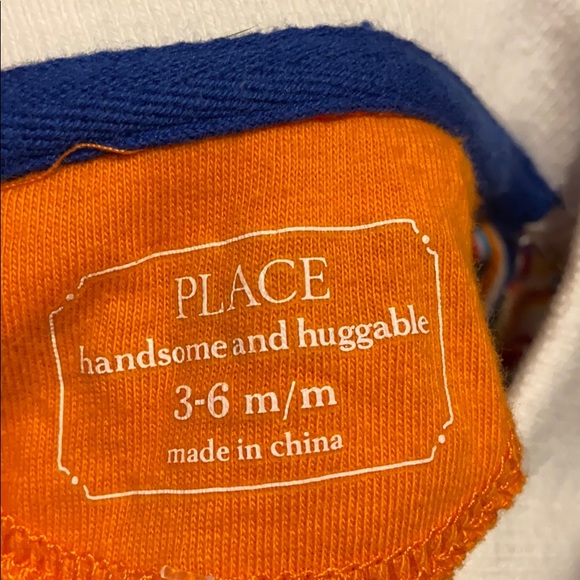 PLACE
handsome and huggable
3-6 m/m
made in china